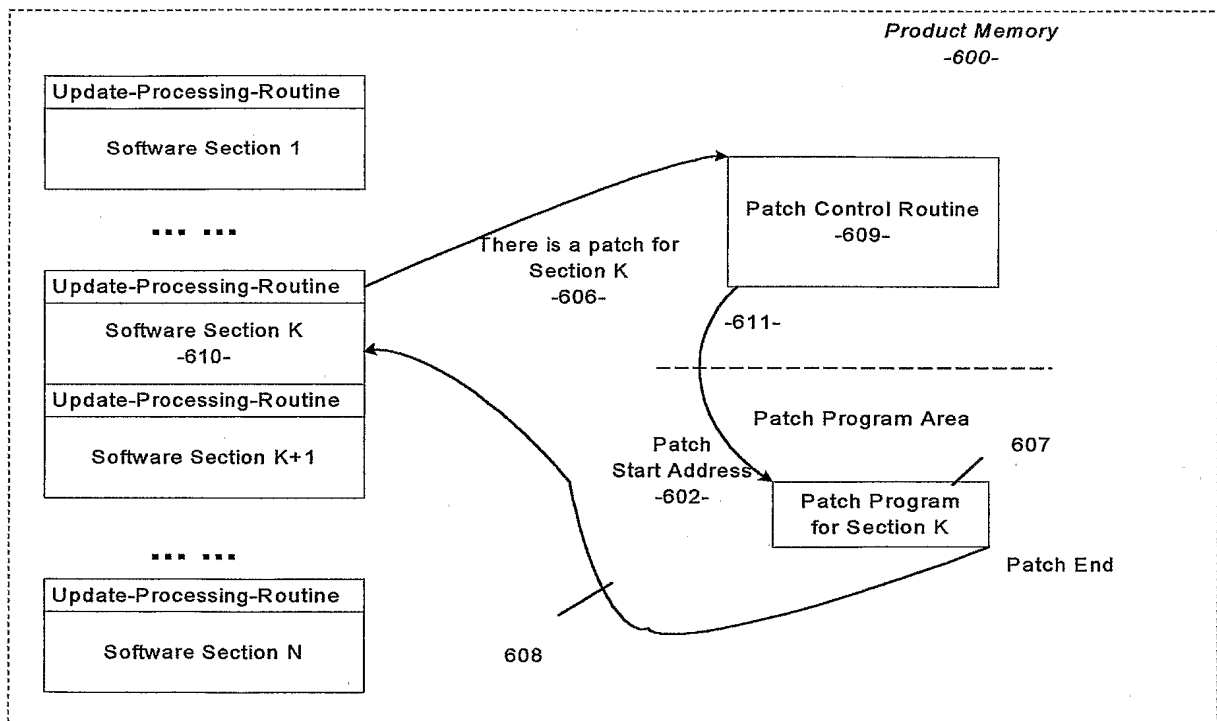 Product Memory
-600-
Update-Processing-Routine
Software Section 1
... ...
Update-Processing-Routine
Software Section K
-610-
Update-Processing-Routine
Software Section K+1
... ...
Update-Processing-Routine
Software Section N
There is a patch for
Section K
-606-
Patch Control Routine
-609-
-611-
Patch Program Area
Patch
Start Address
-602-
607
Patch Program
for Section K
Patch End
608